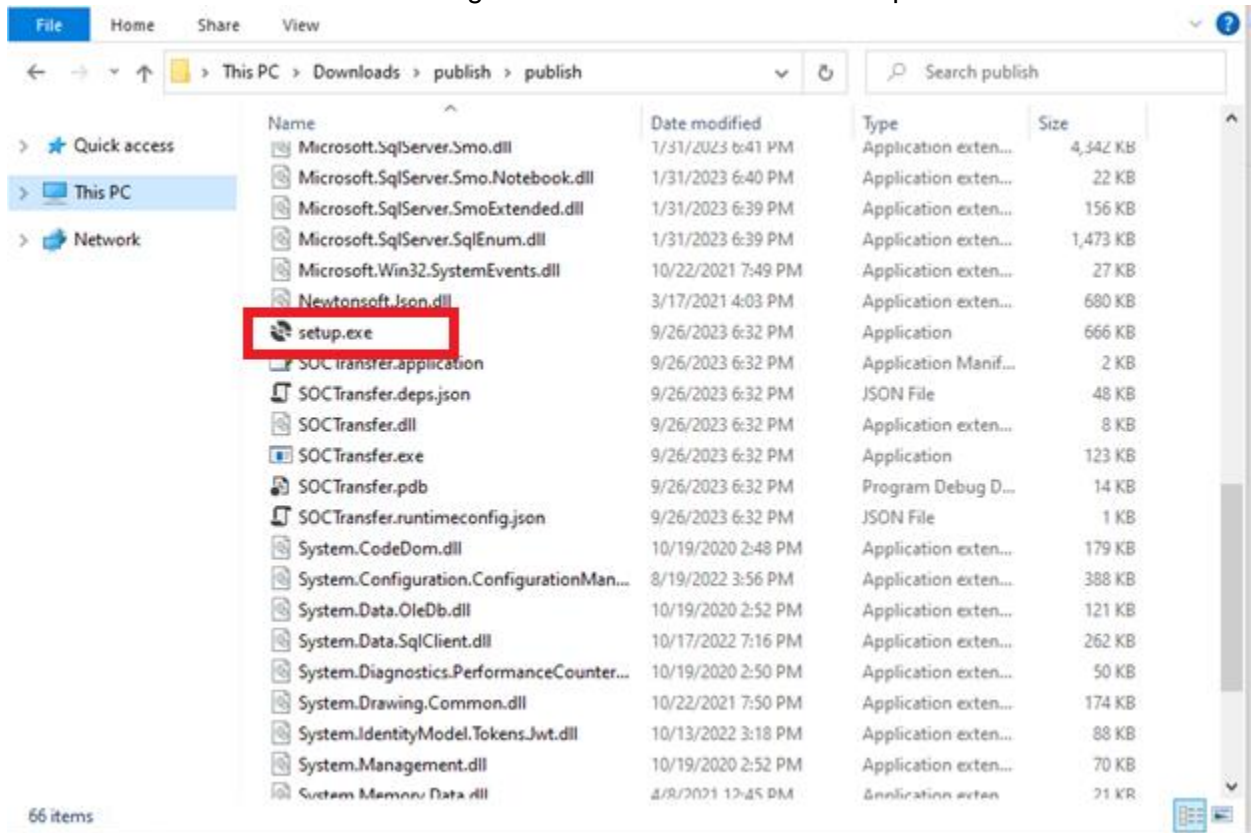 File Home Share View
This PC > Downloads > publish > publish Search publish
Name Date modified Type Size
Quick access
This PC
Network
Microsoft.SqlServer.Smo.dll 1/31/2023 6:41 PM Application exten... 4,342 KB
Microsoft.SqlServer.Smo.Notebook.dll 1/31/2023 6:40 PM Application exten... 22 KB
Microsoft.SqlServer.SmoExtended.dll 1/31/2023 6:39 PM Application exten... 156 KB
Microsoft.SqlServer.SqlEnum.dll 1/31/2023 6:39 PM Application exten... 1,473 KB
Microsoft.Win32.SystemEvents.dll 10/22/2021 7:49 PM Application exten... 27 KB
Newtonsoft.Json.dll 3/17/2021 4:03 PM Application exten... 680 KB
setup.exe 9/26/2023 6:32 PM Application 666 KB
SOCTransfer.application 9/26/2023 6:32 PM Application Manif... 2 KB
SOCTransfer.deps.json 9/26/2023 6:32 PM JSON File 48 KB
SOCTransfer.dll 9/26/2023 6:32 PM Application exten... 8 KB
SOCTransfer.exe 9/26/2023 6:32 PM Application 123 KB
SOCTransfer.pdb 9/26/2023 6:32 PM Program Debug D... 14 KB
SOCTransfer.runtimeconfig.json 9/26/2023 6:32 PM JSON File 1 KB
System.CodeDom.dll 10/19/2020 2:48 PM Application exten... 179 KB
System.Configuration.ConfigurationMan... 8/19/2022 3:56 PM Application exten... 388 KB
System.Data.OleDb.dll 10/19/2020 2:52 PM Application exten... 121 KB
System.Data.SqlClient.dll 10/17/2022 7:16 PM Application exten... 262 KB
System.Diagnostics.PerformanceCounter... 10/19/2020 2:50 PM Application exten... 50 KB
System.Drawing.Common.dll 10/22/2021 7:50 PM Application exten... 174 KB
System.IdentityModel.Tokens.Jwt.dll 10/13/2022 3:18 PM Application exten... 88 KB
System.Management.dll 10/19/2020 2:52 PM Application exten... 70 KB
System.Memory.Data.dll 4/8/2021 12:45 PM Application exten 21 KB
66 items